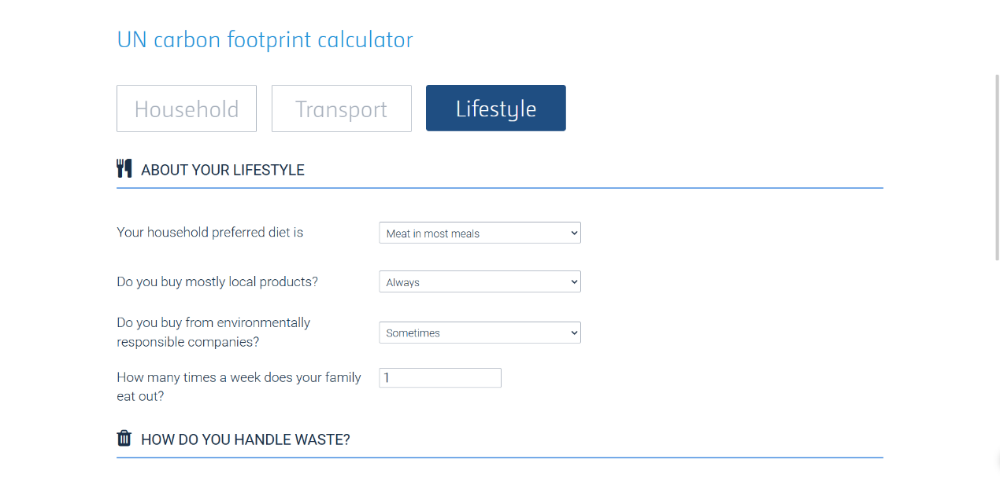 UN carbon footprint calculator
Household
Transport
Lifestyle
ABOUT YOUR LIFESTYLE
Your household preferred diet is
Meat in most meals
Do you buy mostly local products?
Always
Do you buy from environmentally
responsible companies?
Sometimes
How many times a week does your family
eat out?
1
HOW DO YOU HANDLE WASTE?